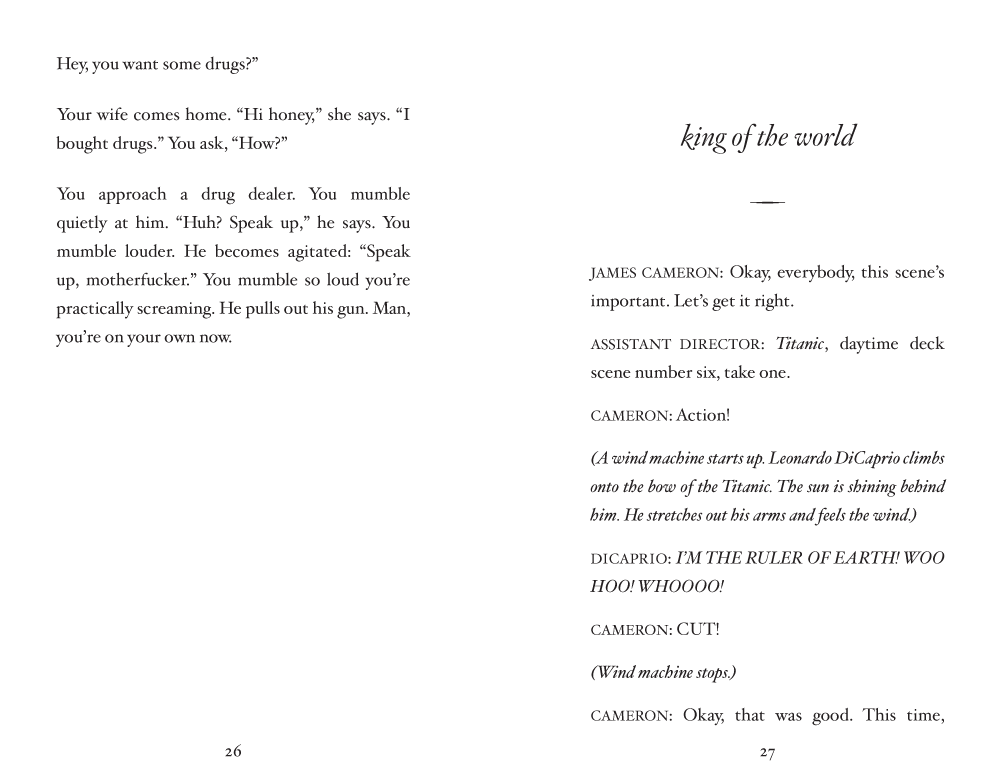 Hey, you want some drugs?”
Your wife comes home. “Hi honey,” she says. “I
bought drugs.” You ask, “How?”
You approach a drug dealer. You mumble
quietly at him. “Huh? Speak up,” he says. You
mumble louder. He becomes agitated: “Speak
up, motherfucker.” You mumble so loud you’re
practically screaming. He pulls out his gun. Man,
you’re on your own now.
26
king of the world
JAMES CAMERON: Okay, everybody, this scene’s
important. Let’s get it right.
ASSISTANT DIRECTOR: Titanic, daytime deck
scene number six, take one.
CAMERON: Action!
(A wind machine starts up. Leonardo DiCaprio climbs
onto the bow of the Titanic. The sun is shining behind
him. He stretches out his arms and feels the wind.)
DICAPRIO: I’M THE RULER OF EARTH! WOO
HOO! WHOOOO!
CAMERON: CUT!
(Wind machine stops.)
CAMERON: Okay, that was good. This time,
27